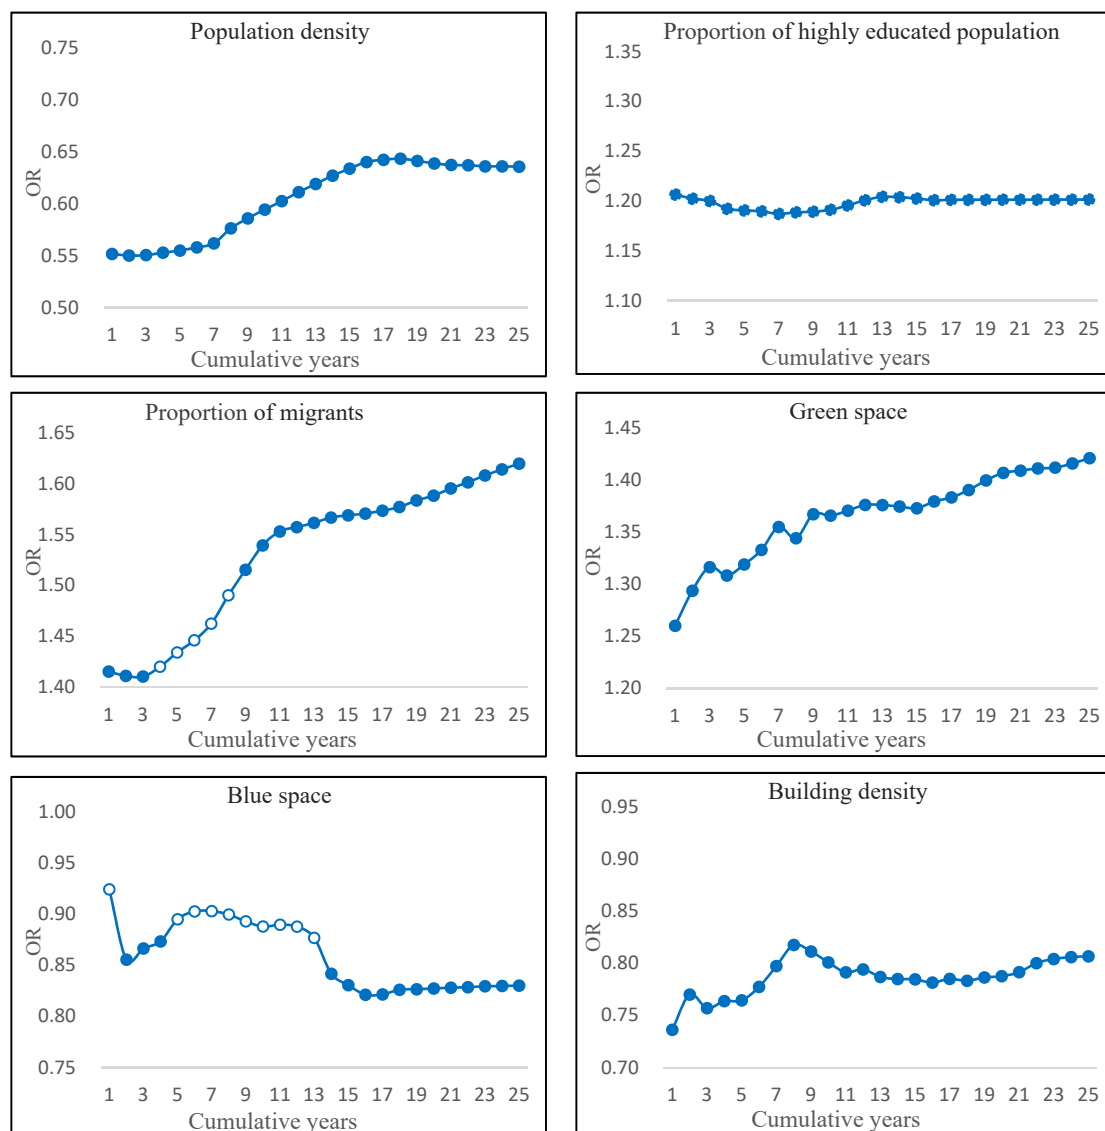 Population density
0.75
0.70
0.65
0.60
0.55
0.50
OR
1 3 5 7 9 11 13 15 17 19 21 23 25
Cumulative years
Proportion of highly educated population
1.35
1.30
1.25
1.20
1.15
1.10
OR
1 3 5 7 9 11 13 15 17 19 21 23 25
Cumulative years
Proportion of migrants
1.65
1.60
1.55
1.50
1.45
1.40
OR
1 3 5 7 9 11 13 15 17 19 21 23 25
Cumulative years
Green space
1.45
1.40
1.35
1.30
1.25
1.20
OR
1 3 5 7 9 11 13 15 17 19 21 23 25
Cumulative years
Blue space
1.00
0.95
0.90
0.85
0.80
0.75
OR
1 3 5 7 9 11 13 15 17 19 21 23 25
Cumulative years
Building density
0.95
0.90
0.85
0.80
0.75
0.70
OR
1 3 5 7 9 11 13 15 17 19 21 23 25
Cumulative years